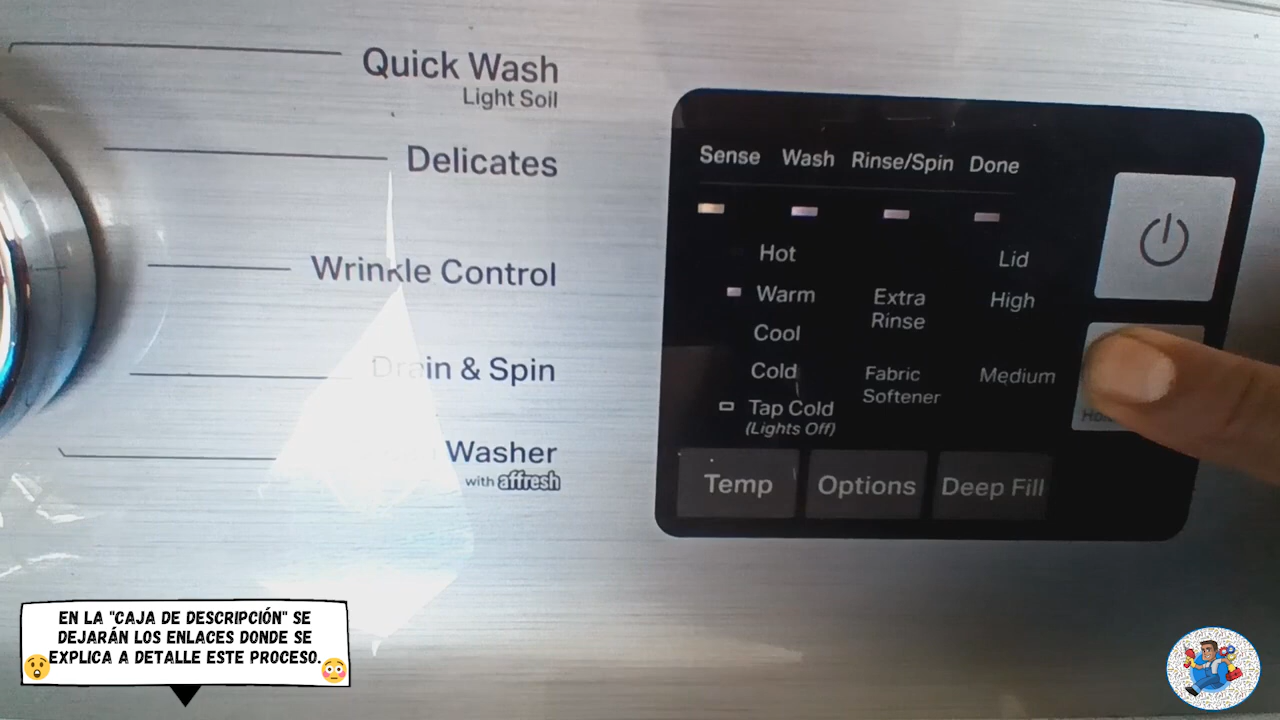 Quick Wash
Light Soil
Delicates
Wrinkle Control
Drain & Spin
Washer
with affresh
Sense Wash Rinse/Spin Done
Hot
Lid
Warm
Extra
Rinse
High
Cool
Cold
Fabric
Softener
Medium
Tap Cold
(Lights Off)
Temp
Options
Deep Fill
EN LA "CAJA DE DESCRIPCIÓN" SE
DEJARÁN LOS ENLACES DONDE SE
EXPLICA A DETALLE ESTE PROCESO.